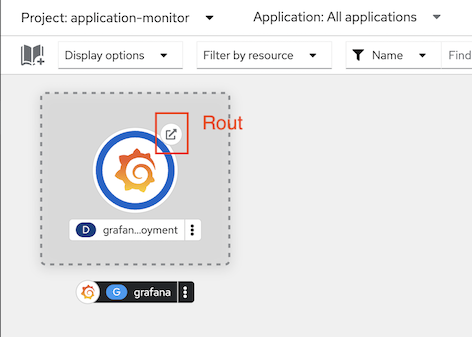 Project: application-monitor
Application: All applications
Display options
Filter by resource
Name
Find
Rout
D grafan...oyment
G grafana